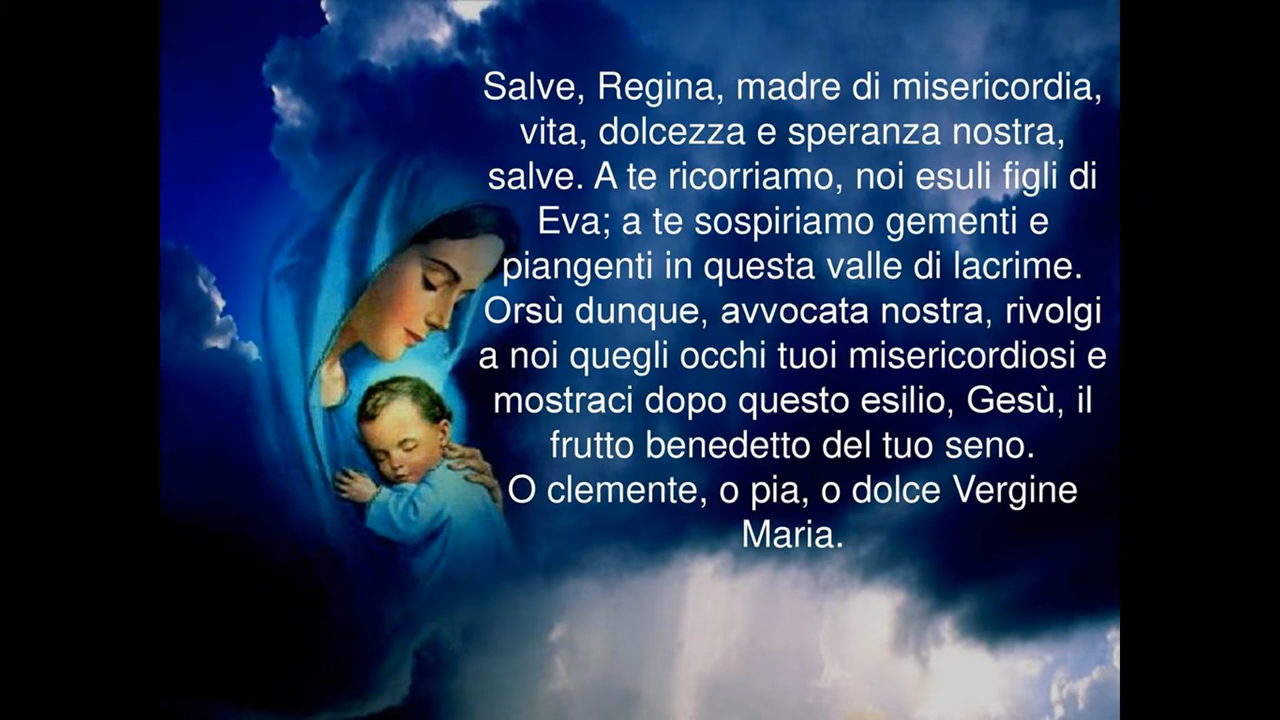 Salve, Regina, madre di misericordia,
vita, dolcezza e speranza nostra,
salve. A te ricorriamo, noi esuli figli di
Eva; a te sospiriamo gementi e
piangenti in questa valle di lacrime.
Orsù dunque, avvocata nostra, rivolgi
a noi quegli occhi tuoi misericordiosi e
mostraci dopo questo esilio, Gesù, il
frutto benedetto del tuo seno.
O clemente, o pia, o dolce Vergine
Maria.